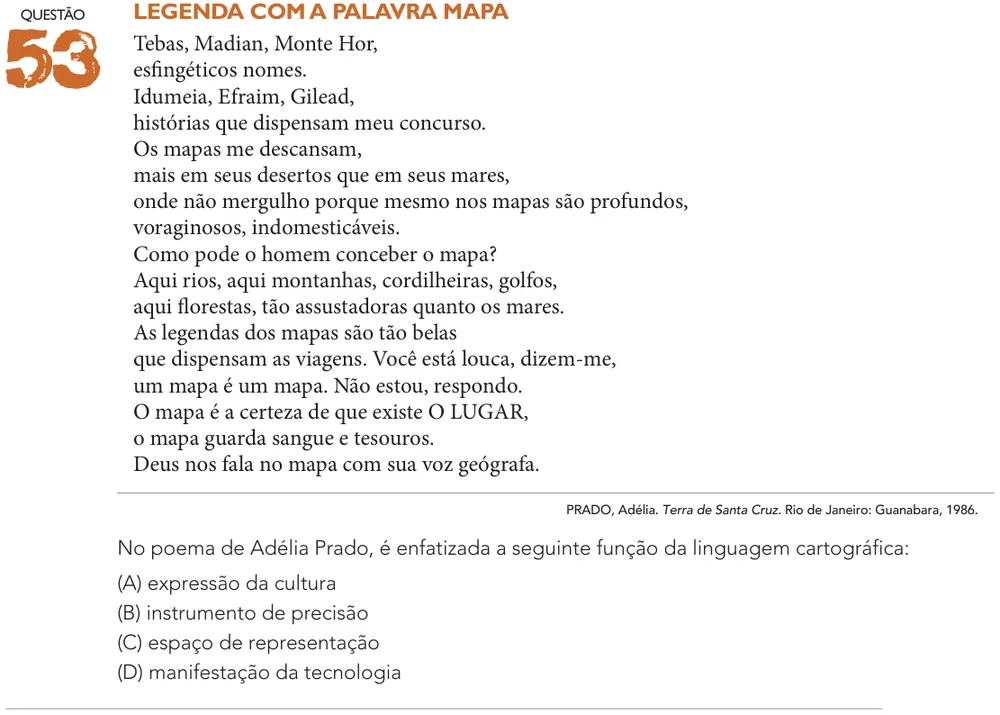 QUESTÃO
53
LEGENDA COM A PALAVRA MAPA
Tebas, Madian, Monte Hor,
esfingéticos nomes.
Idumeia, Efraim, Gilead,
histórias que dispensam meu concurso.
Os mapas me descansam,
mais em seus desertos que em seus mares,
onde não mergulho porque mesmo nos mapas são profundos,
voraginosos, indomesticáveis.
Como pode o homem conceber o mapa?
Aqui rios, aqui montanhas, cordilheiras, golfos,
aqui florestas, tão assustadoras quanto os mares.
As legendas dos mapas são tão belas
que dispensam as viagens. Você está louca, dizem-me,
um mapa é um mapa. Não estou, respondo.
O mapa é a certeza de que existe O LUGAR,
o mapa guarda sangue e tesouros.
Deus nos fala no mapa com sua voz geógrafa.
PRADO, Adélia. Terra de Santa Cruz. Rio de Janeiro: Guanabara, 1986.
No poema de Adélia Prado, é enfatizada a seguinte função da linguagem cartográfica:
(A) expressão da cultura
(B) instrumento de precisão
(C) espaço de representação
(D) manifestação da tecnologia